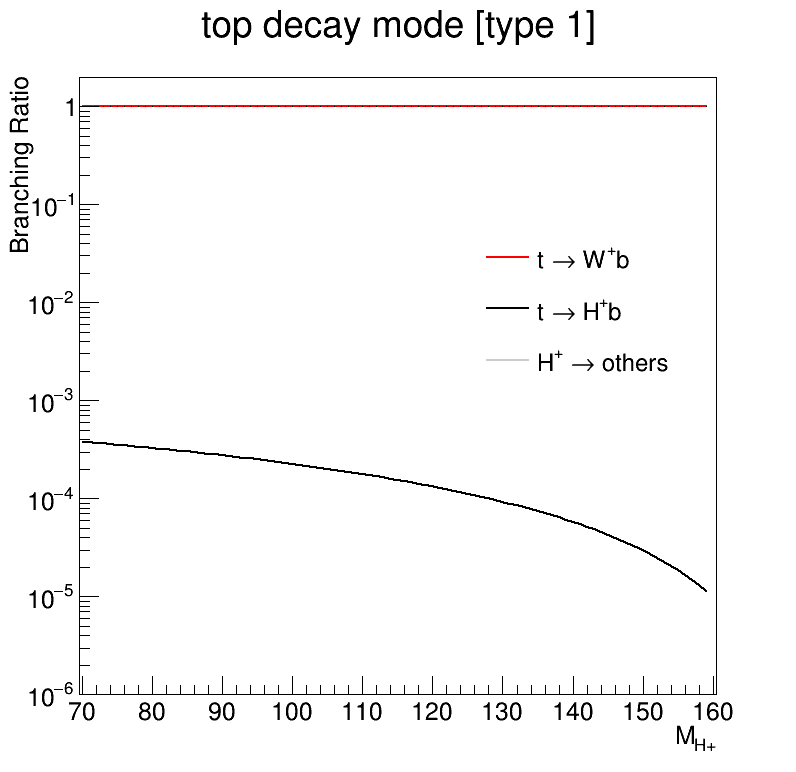 top decay mode [type 1]
Branching Ratio
1
10⁻¹
10⁻²
10⁻³
10⁻⁴
10⁻⁵
10⁻⁶
t → W⁺b
t → H⁺b
H⁺ → others
70 80 90 100 110 120 130 140 150 160
M_H+